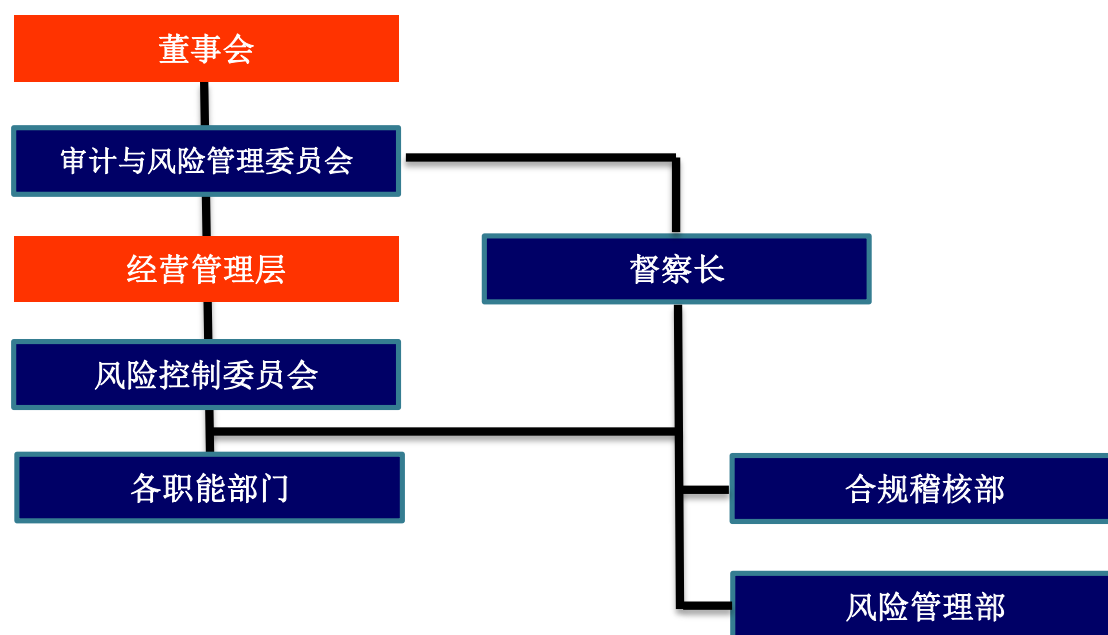 董事会
审计与风险管理委员会
经营管理层
督察长
风险控制委员会
各职能部门
合规稽核部
风险管理部